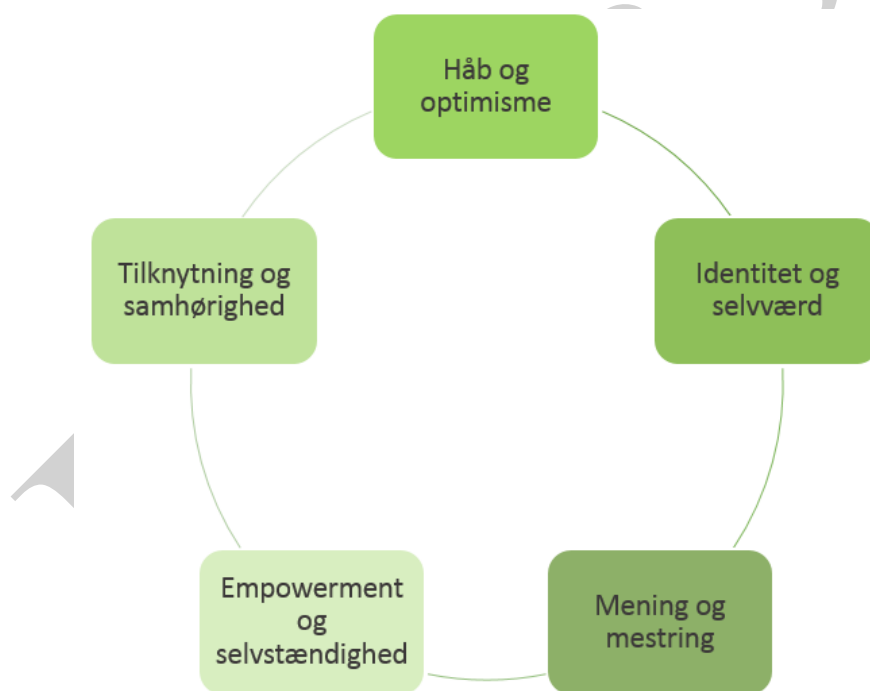 Håb og
optimisme
Identitet og
selvværd
Mening og
mestring
Empowerment
og
selvstændighed
Tilknytning og
samhørighed